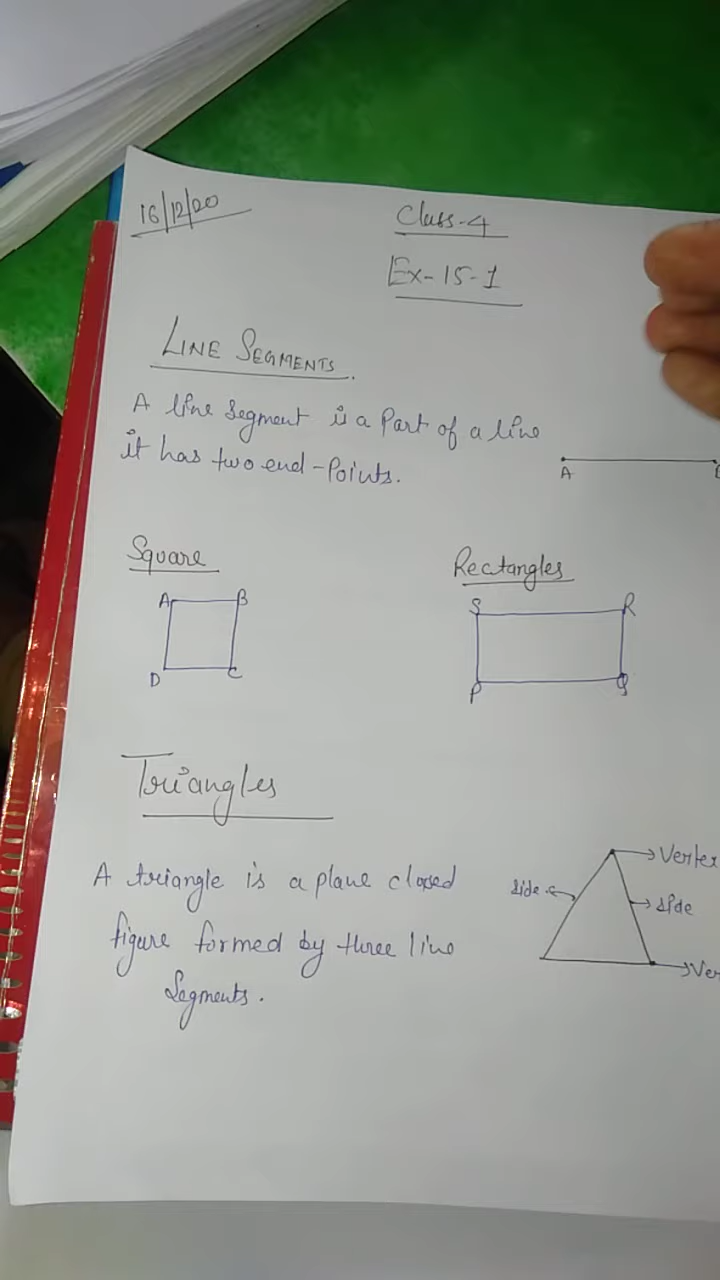 16/12/20
Class-4
Ex-15-1
LINE SEGMENTS.
A line segment is a Part of a line
it has two end-Points.
A
Square
Rectangles
A B
D C
S R
P Q
Triangles
A triangle is a plane closed
figure formed by three line
Segments.
Vertex
side
side
Ver